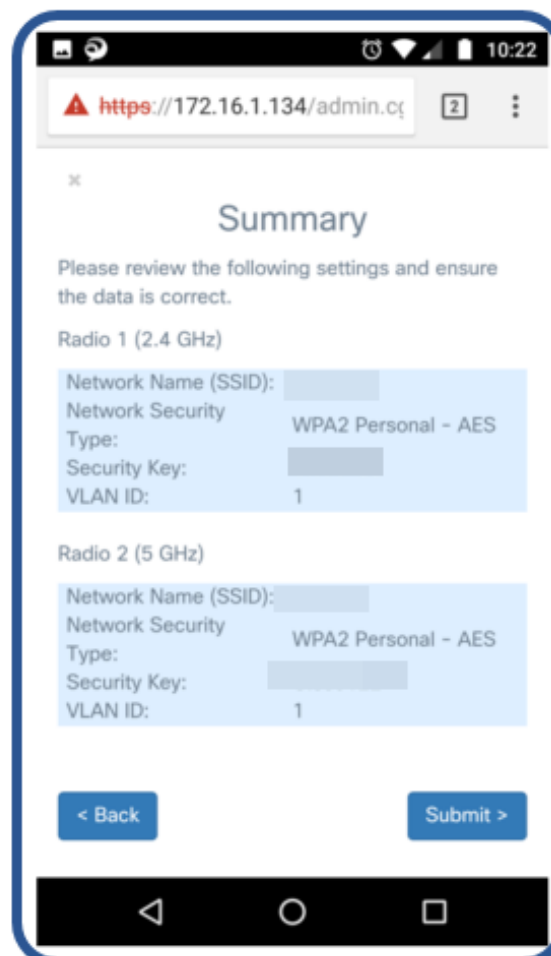 10:22
https://172.16.1.134/admin.cg
2
×
Summary
Please review the following settings and ensure
the data is correct.
Radio 1 (2.4 GHz)
Network Name (SSID):
Network Security
Type:
WPA2 Personal - AES
Security Key:
VLAN ID: 1
Radio 2 (5 GHz)
Network Name (SSID):
Network Security
Type:
WPA2 Personal - AES
Security Key:
VLAN ID: 1
< Back
Submit >